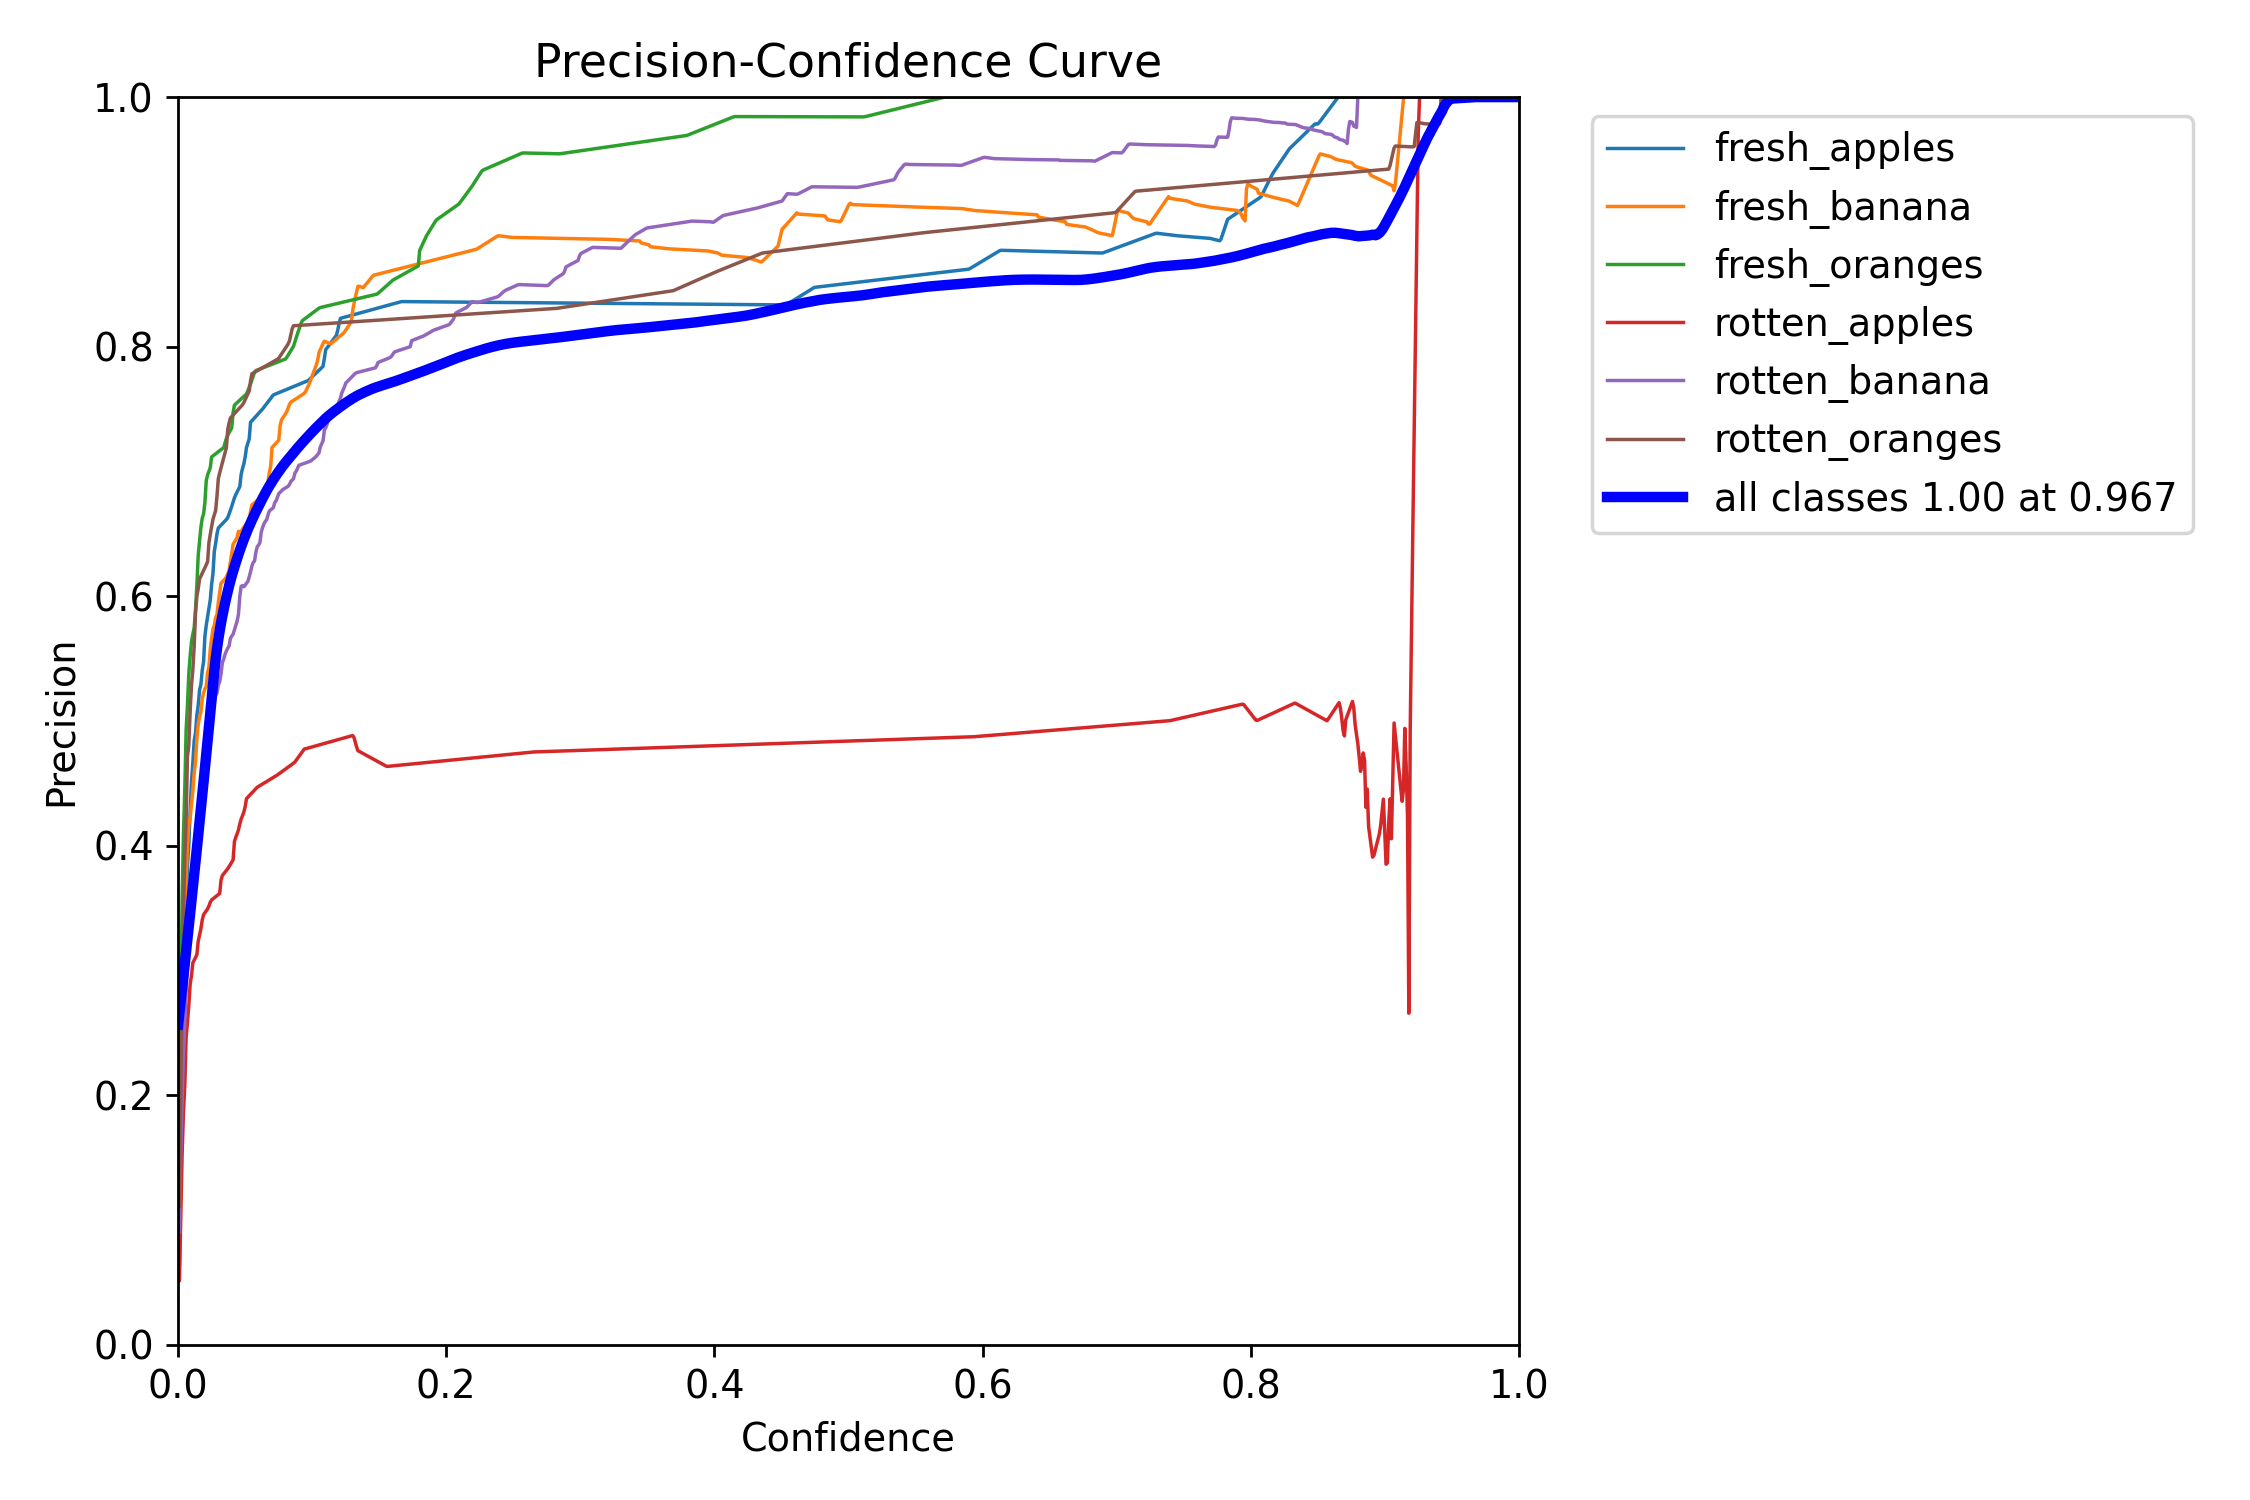 Precision-Confidence Curve
1.0
0.8
0.6
0.4
0.2
0.0
Precision
0.0 0.2 0.4 0.6 0.8 1.0
Confidence
fresh_apples
fresh_banana
fresh_oranges
rotten_apples
rotten_banana
rotten_oranges
all classes 1.00 at 0.967